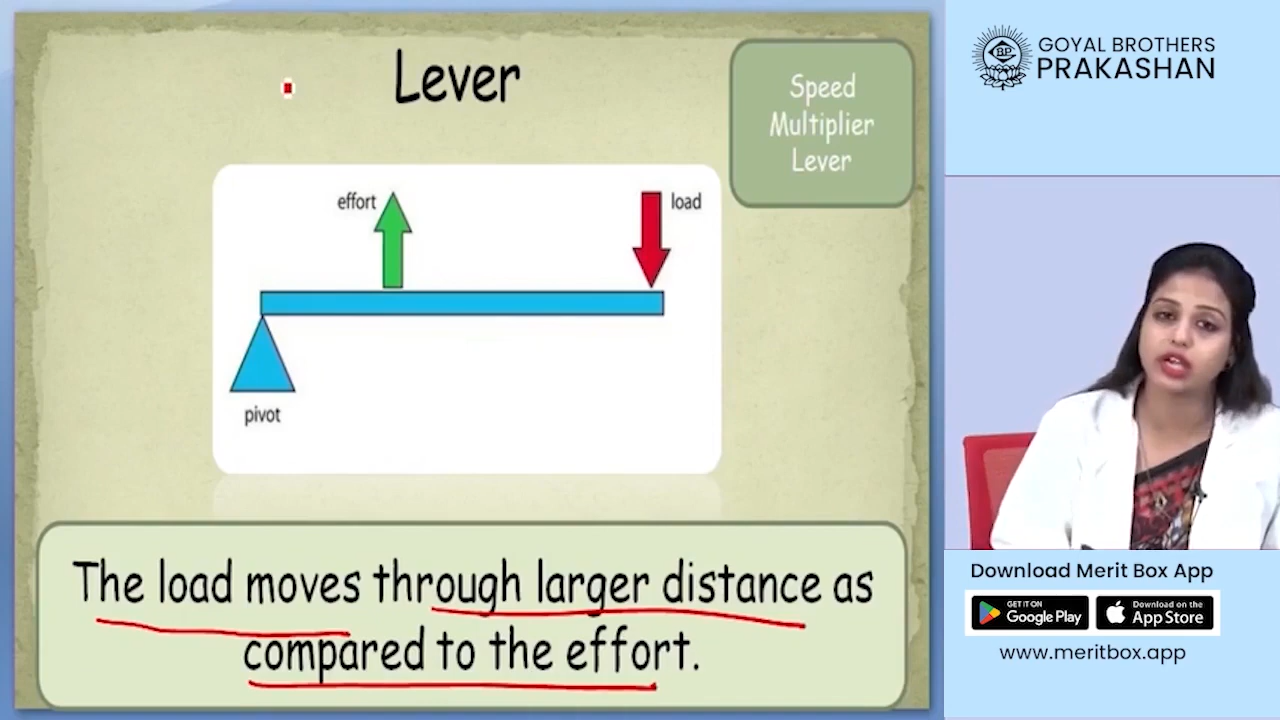 Lever
Speed
Multiplier
Lever
effort
load
pivot
The load moves through larger distance as
compared to the effort.
GOYAL BROTHERS
PRAKASHAN
BP
Download Merit Box App
GET IT ON
Google Play
Download on the
App Store
www.meritbox.app